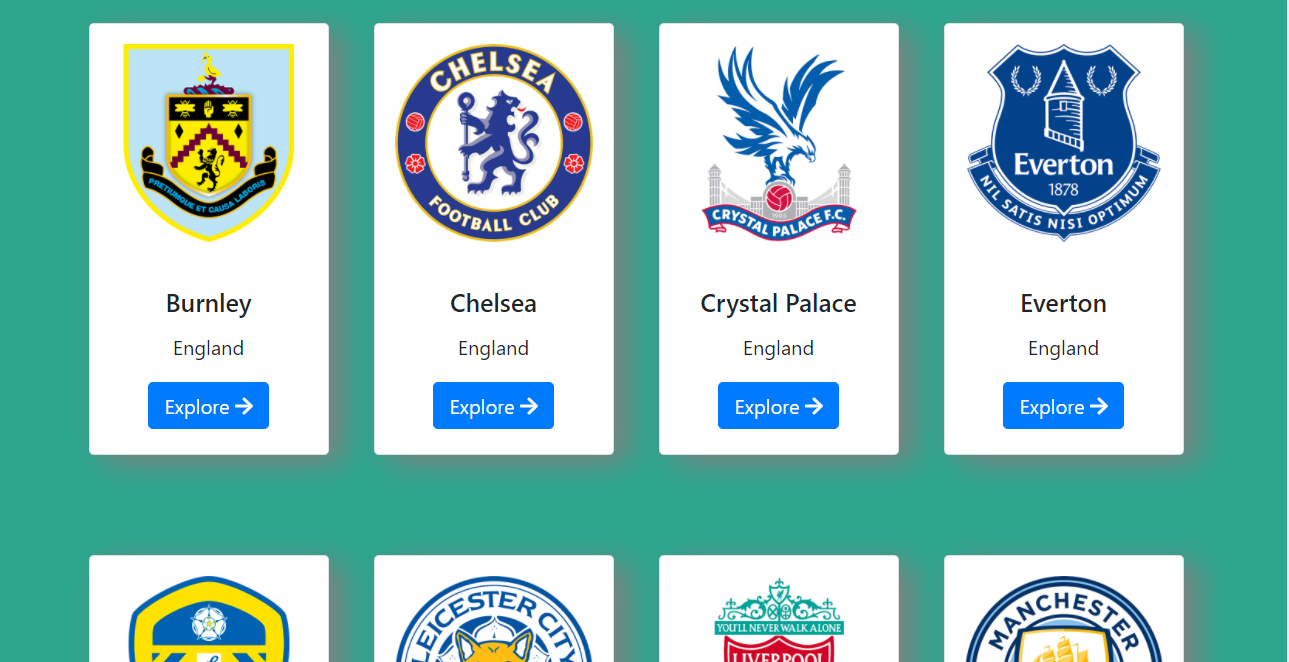 PRETIUMQUE ET CAUSA LABORIS
CHELSEA
FOOTBALL CLUB
1905
CRYSTAL PALACE F.C.
Everton
1878
NIL SATIS NISI OPTIMUM
Burnley
Chelsea
Crystal Palace
Everton
England
England
England
England
Explore
Explore
Explore
Explore
LEICESTER CITY
YOU'LL NEVER WALK ALONE
LIVERPOOL
MANCHESTER